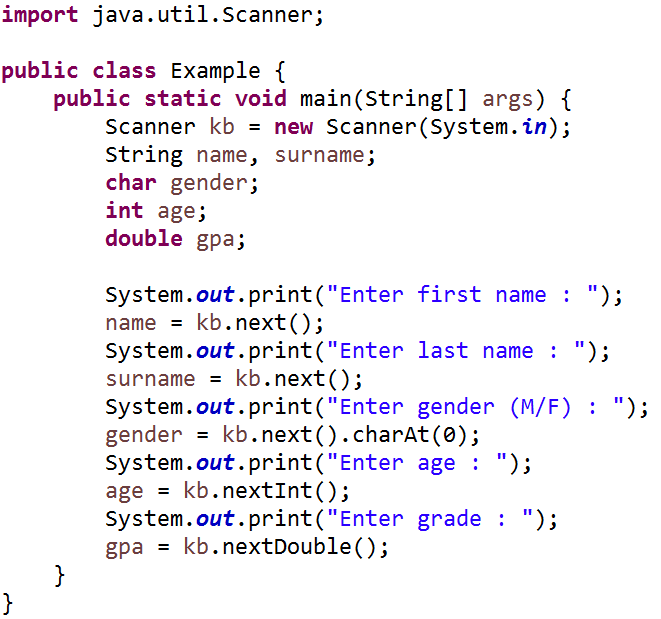 import java.util.Scanner;
public class Example {
public static void main(String[] args) {
Scanner kb = new Scanner(System.in);
String name, surname;
char gender;
int age;
double gpa;
System.out.print("Enter first name : ");
name = kb.next();
System.out.print("Enter last name : ");
surname = kb.next();
System.out.print("Enter gender (M/F) : ");
gender = kb.next().charAt(0);
System.out.print("Enter age : ");
age = kb.nextInt();
System.out.print("Enter grade : ");
gpa = kb.nextDouble();
}
}